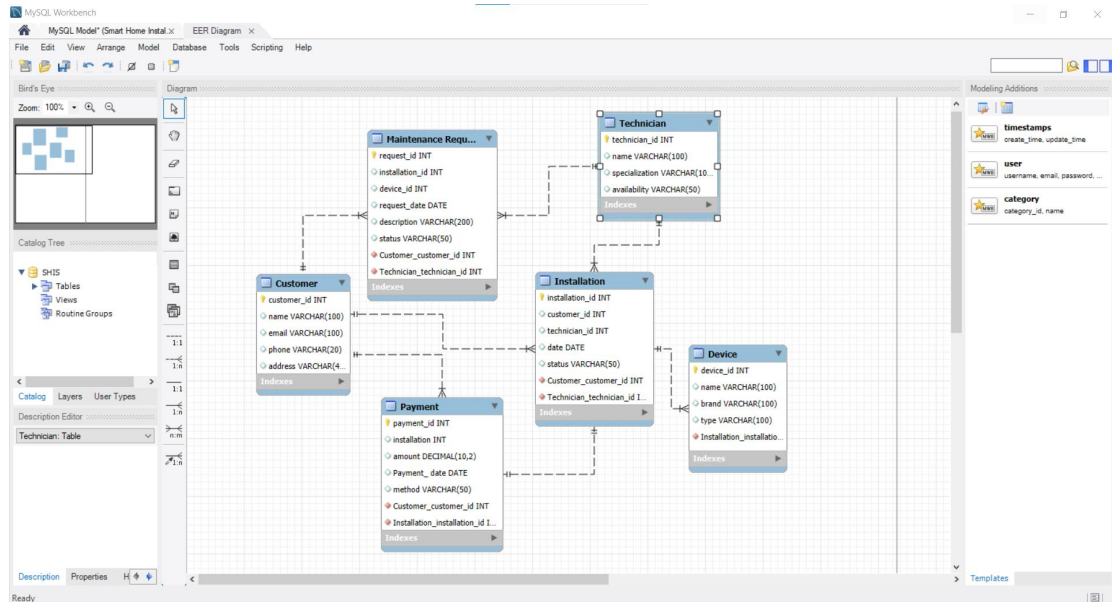 MySQL Workbench
MySQL Model* (Smart Home Instal.x
EER Diagram ×
File Edit View Arrange Model Database Tools Scripting Help
Bird's Eye
Zoom: 100%
Catalog Tree
SHIS
Tables
Views
Routine Groups
Catalog Layers User Types
Description Editor
Technician: Table
Description Properties H
Ready
1:1
1:n
1:1
1:n
n:m
1:n
Diagram
Maintenance Requ...
request_id INT
installation_id INT
device_id INT
request_date DATE
description VARCHAR(200)
status VARCHAR(50)
Customer_customer_id INT
Technician_technician_id INT
Indexes
Technician
technician_id INT
name VARCHAR(100)
specialization VARCHAR(10...
availability VARCHAR(50)
Indexes
Customer
customer_id INT
name VARCHAR(100)
email VARCHAR(100)
phone VARCHAR(20)
address VARCHAR(4...
Indexes
Installation
installation_id INT
customer_id INT
technician_id INT
date DATE
status VARCHAR(50)
Customer_customer_id INT
Technician_technician_id I...
Indexes
Device
device_id INT
name VARCHAR(100)
brand VARCHAR(100)
type VARCHAR(100)
Installation_installatio...
Indexes
Payment
payment_id INT
installation INT
amount DECIMAL(10,2)
Payment_ date DATE
method VARCHAR(50)
Customer_customer_id INT
Installation_installation_id I...
Indexes
Modeling Additions
timestamps
create_time, update_time
user
username, email, password, ...
category
category_id, name
Templates